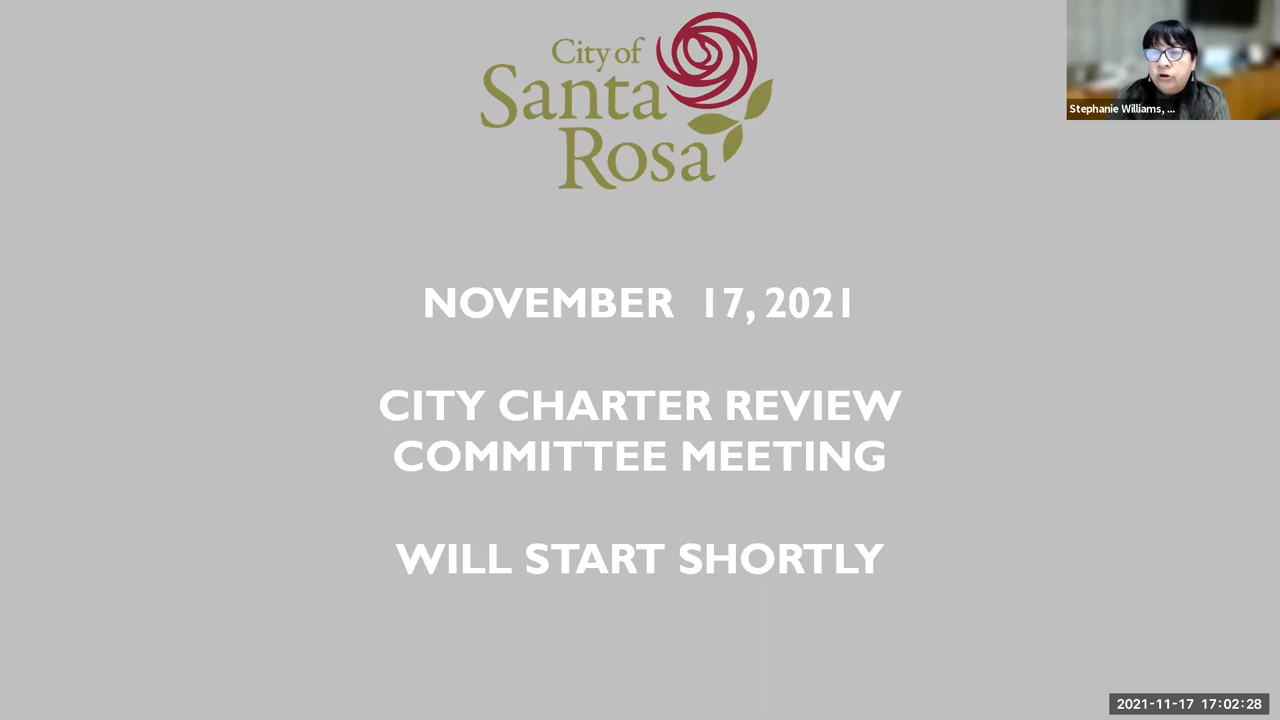 City of
Santa
Rosa
Stephanie Williams, ...
NOVEMBER 17, 2021
CITY CHARTER REVIEW
COMMITTEE MEETING
WILL START SHORTLY
2021-11-17 17:02:28